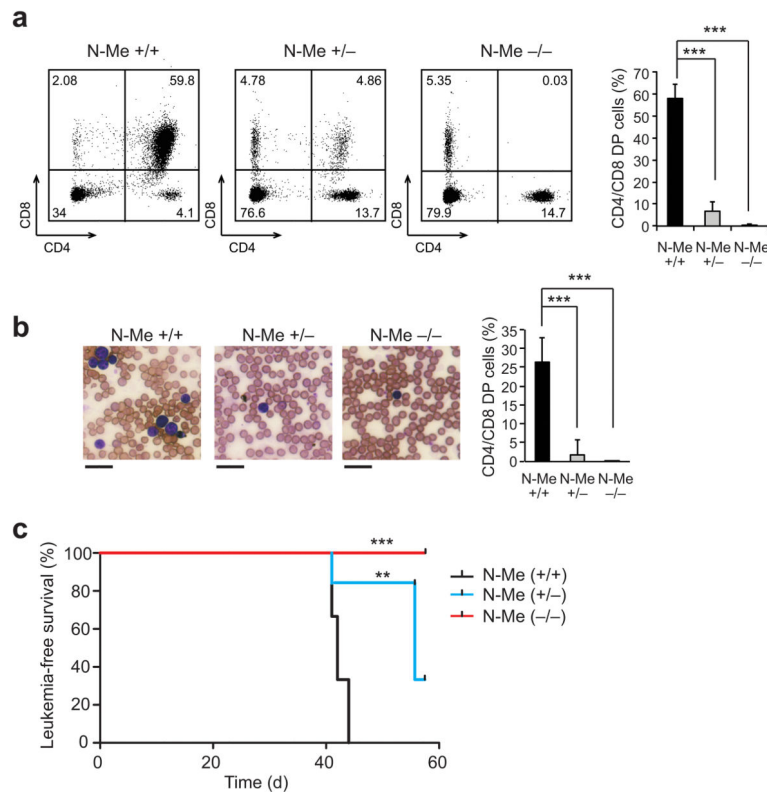 a
N-Me +/+
N-Me +/–
N-Me –/–
2.08
59.8
34
4.1
CD8
CD4
4.78
4.86
76.6
13.7
CD8
CD4
5.35
0.03
79.9
14.7
CD8
CD4
***
***
CD4/CD8 DP cells (%)
70
60
50
40
30
20
10
0
N-Me N-Me N-Me
+/+ +/– –/–
b
N-Me +/+
N-Me +/–
N-Me –/–
***
***
CD4/CD8 DP cells (%)
35
30
25
20
15
10
5
0
N-Me N-Me N-Me
+/+ +/– –/–
c
Leukemia-free survival (%)
100
80
60
40
20
0
***
**
0 20 40 60
Time (d)
N-Me (+/+)
N-Me (+/–)
N-Me (–/–)